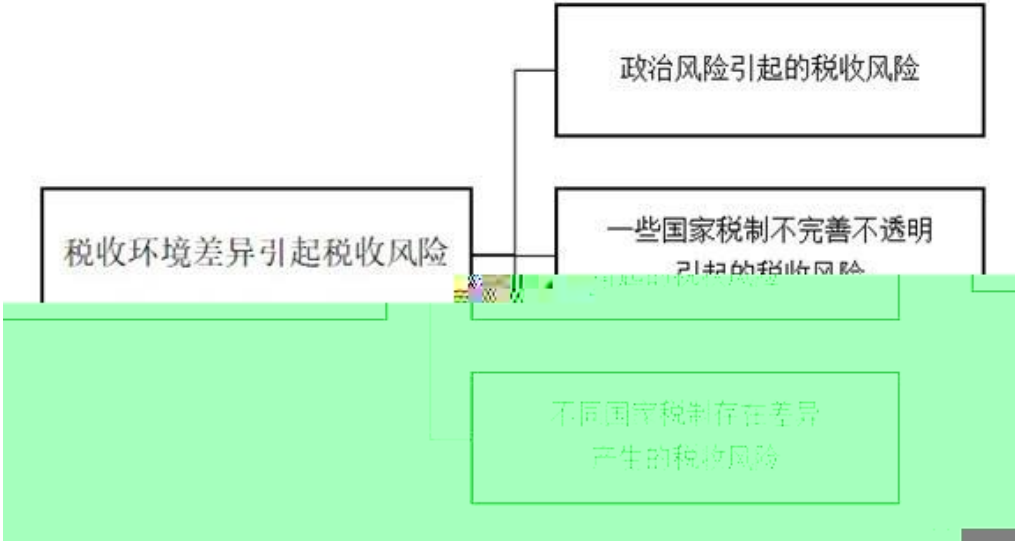 政治风险引起的税收风险
税收环境差异引起税收风险
一些国家税制不完善不透明
引起的税收风险
不同国家税制存在差异
产生的税收风险